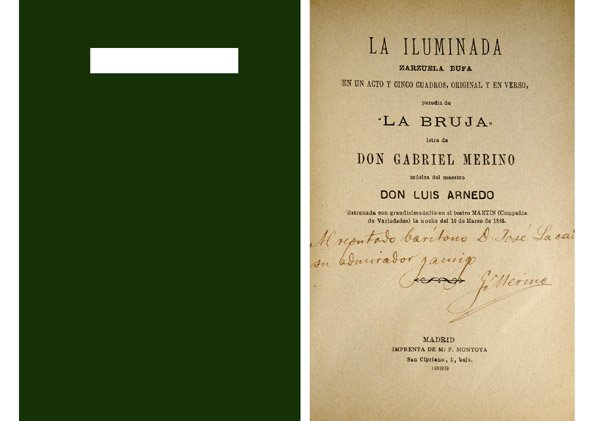 LA ILUMINADA
ZARZUELA BUFA
EN UN ACTO Y CINCO CUADROS, ORIGINAL Y EN VERSO,
parodia de
"LA BRUJA"
letra de
DON GABRIEL MERINO
música del maestro
DON LUIS ARNEDO
Estrenada con grandísimo éxito en el teatro MARTIN (Compañía
de Variedades) la noche del 10 de Marzo de 1888.
Al reputado barítono D. José Lacar
su admirador y amigo
G. Merino
MADRID
IMPRENTA DE M. P. MONTOYA
San Cipriano, 1, bajo.
1888